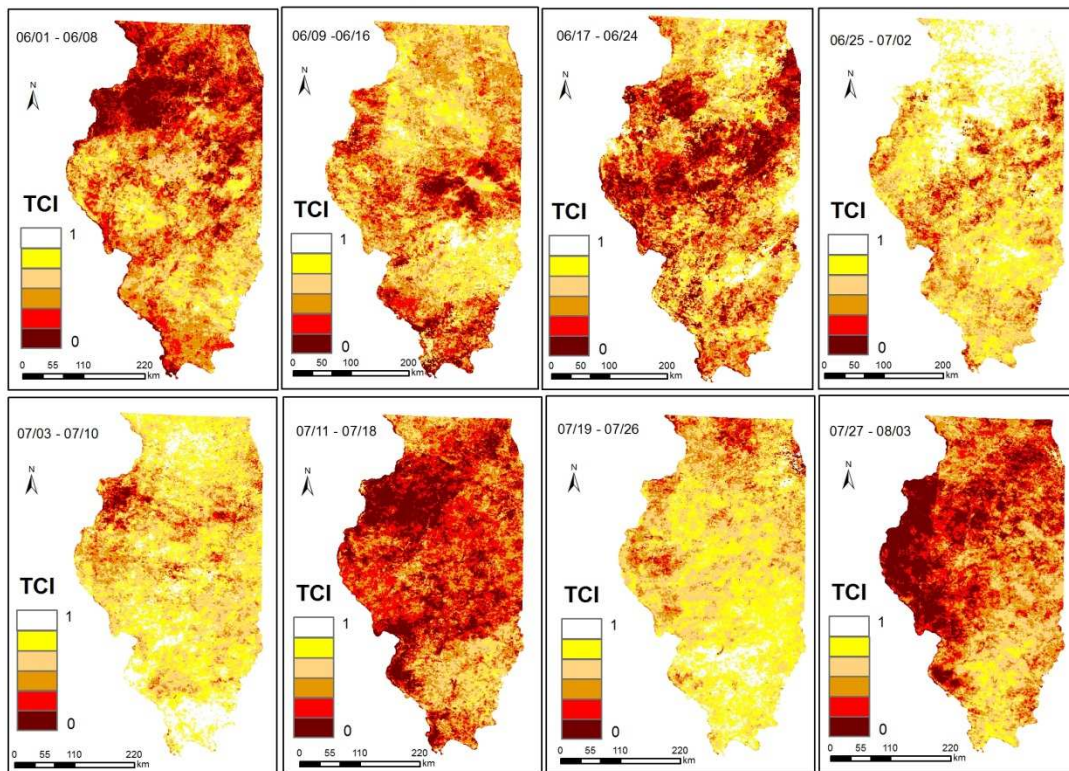 06/01 - 06/08
N
TCI
1
0
0 55 110 220
km
06/09 -06/16
N
TCI
1
0
0 50 100 200
km
06/17 - 06/24
N
TCI
1
0
0 50 100 200
km
06/25 - 07/02
N
TCI
1
0
0 50 100 200
km
07/03 - 07/10
N
TCI
1
0
0 55 110 220
km
07/11 - 07/18
N
TCI
1
0
0 55 110 220
km
07/19 - 07/26
N
TCI
1
0
0 55 110 220
km
07/27 - 08/03
N
TCI
1
0
0 55 110 220
km